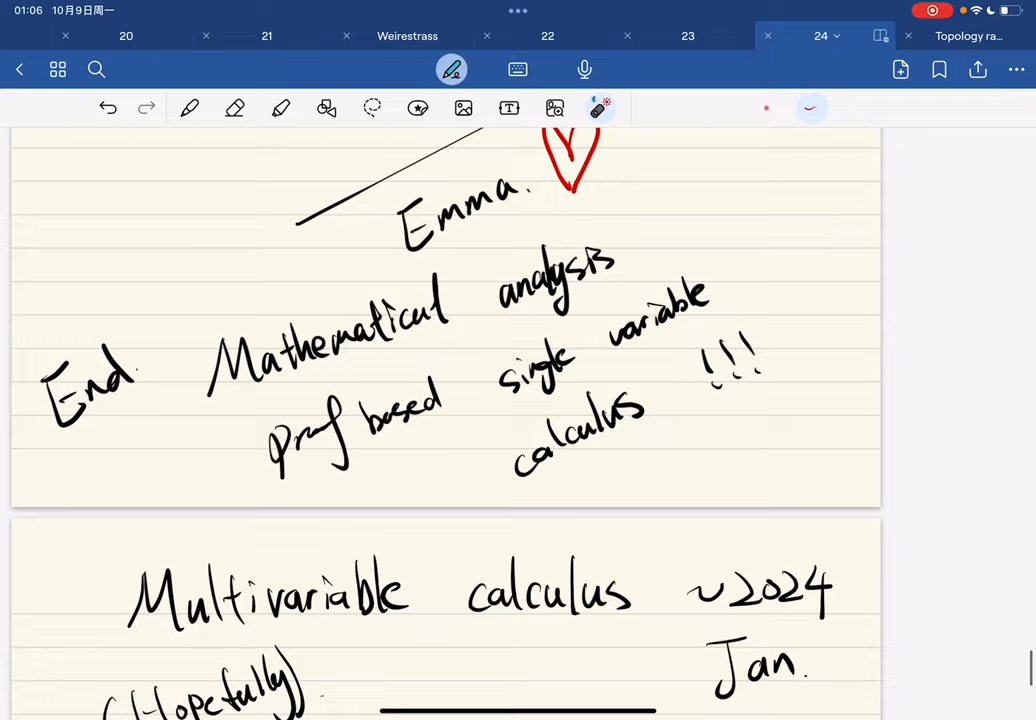 01:06 10月9日周一
20 21 Weirestrass 22 23 24 Topology ra...
Emma.
End. Mathematical analysis
proof based single variable
calculus !!!
Multivariable calculus ~2024
Jan.
(Hopefully)